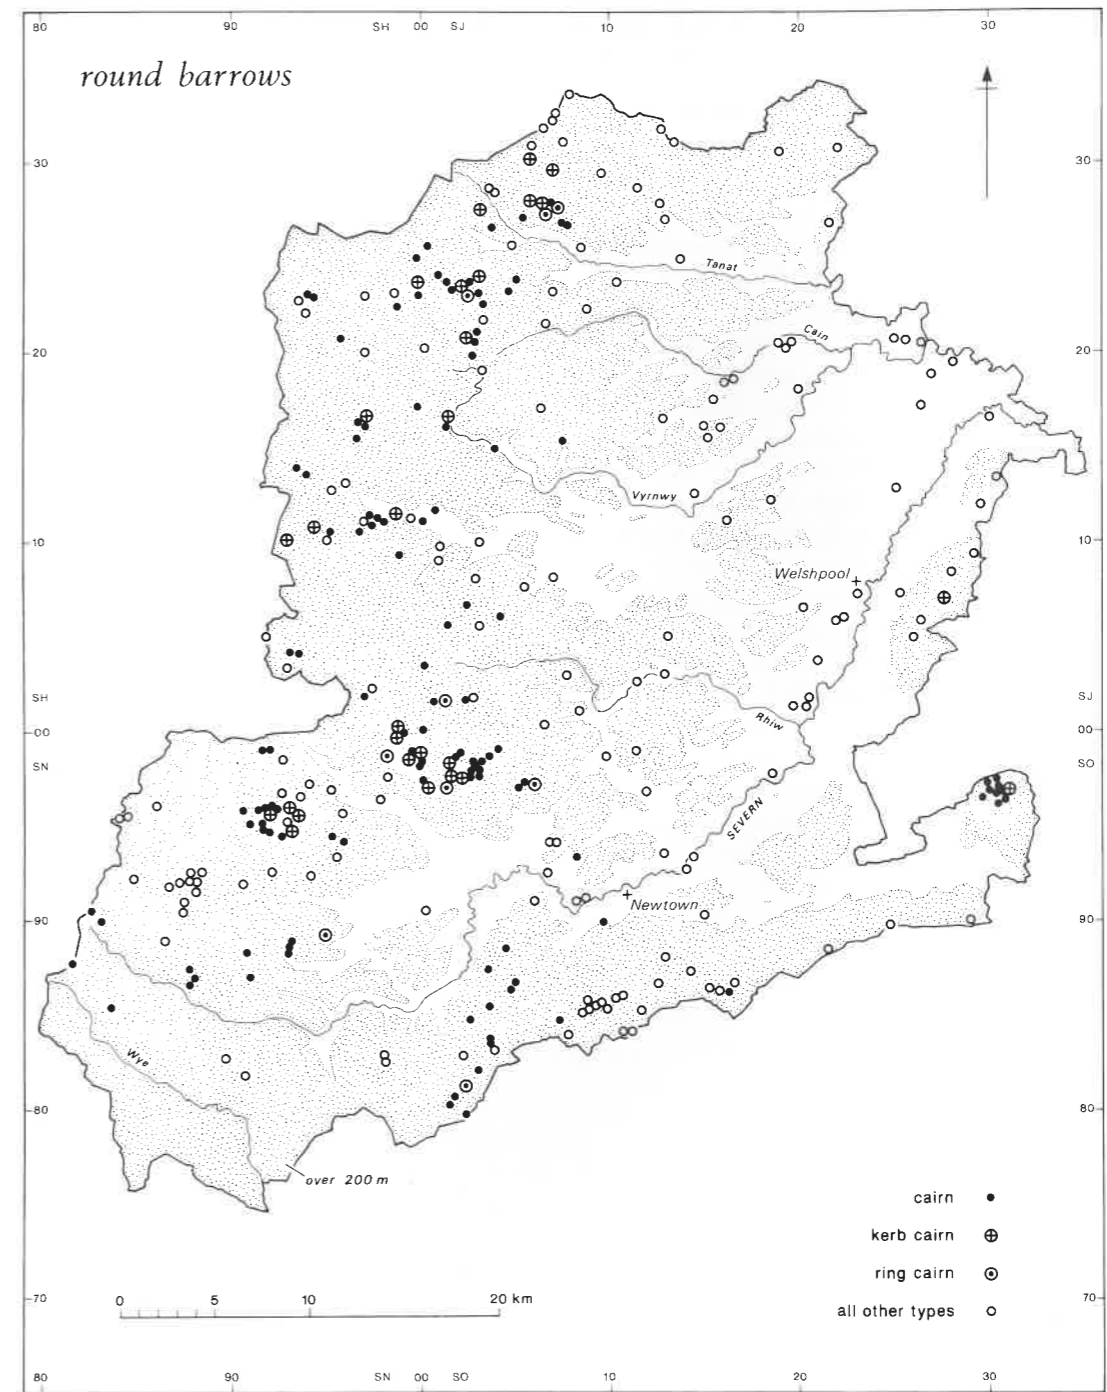 80 90 SH 00 SJ 10 20 30
round barrows
30 30
Tanat
Cain
20 20
Vyrnwy
10 10
Welshpool
SH SJ
Rhiw
00 00
SN SO
SEVERN
90 90
Newtown
Wye
80 80
over 200 m
cairn
kerb cairn
ring cairn
70 70
0 5 10 20 km
all other types
80 90 SN 00 SO 10 20 30